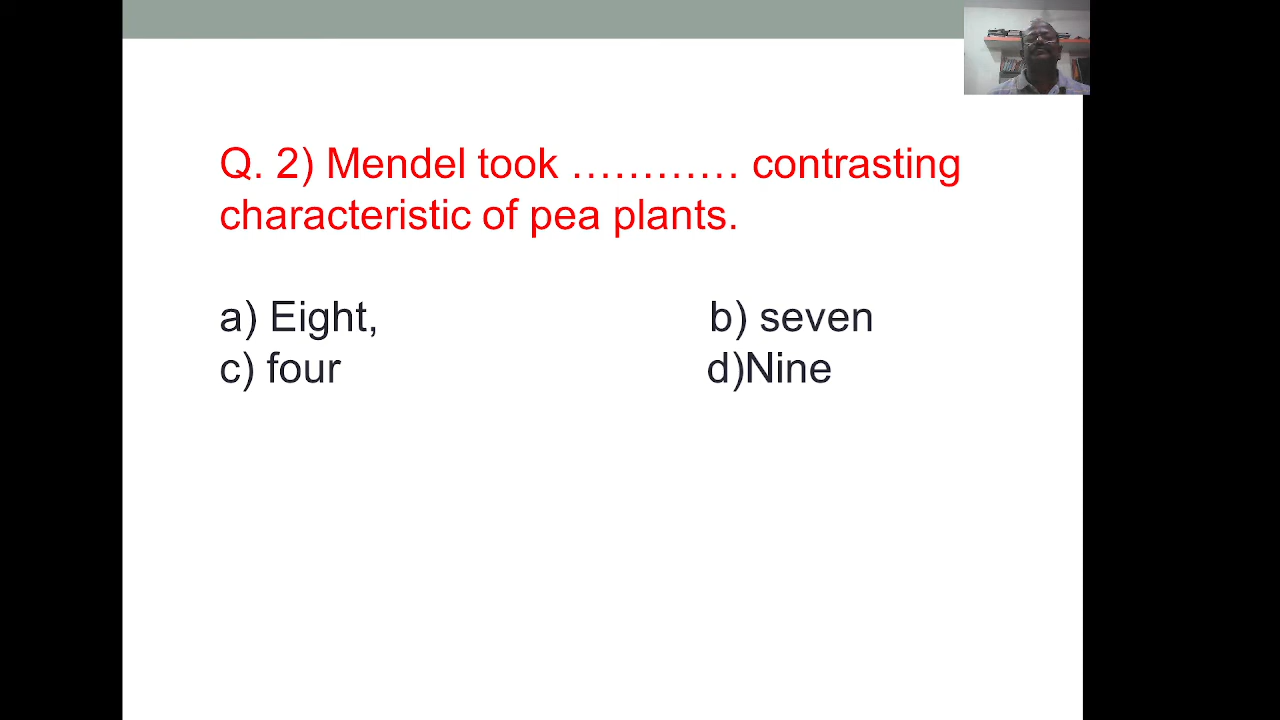 Q. 2) Mendel took ………… contrasting
characteristic of pea plants.
a) Eight, b) seven
c) four d)Nine